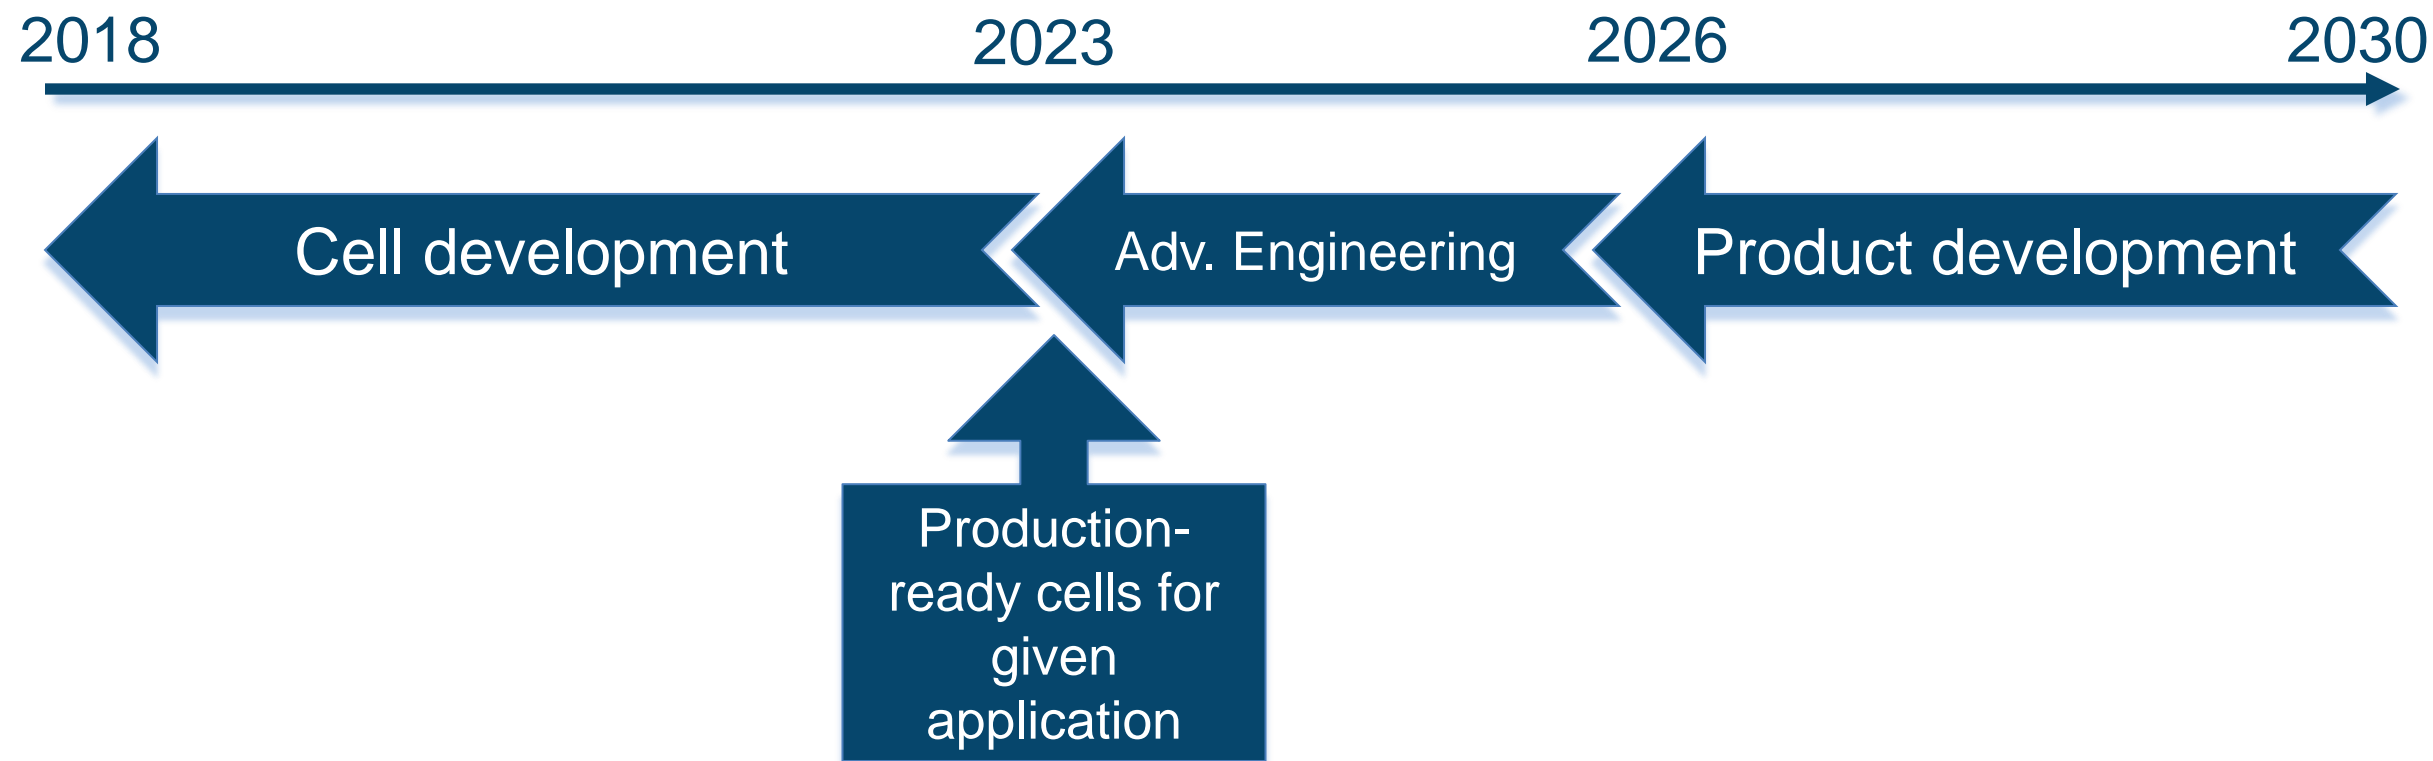 2018 2023 2026 2030
Cell development Adv. Engineering Product development
Production-
ready cells for
given
application